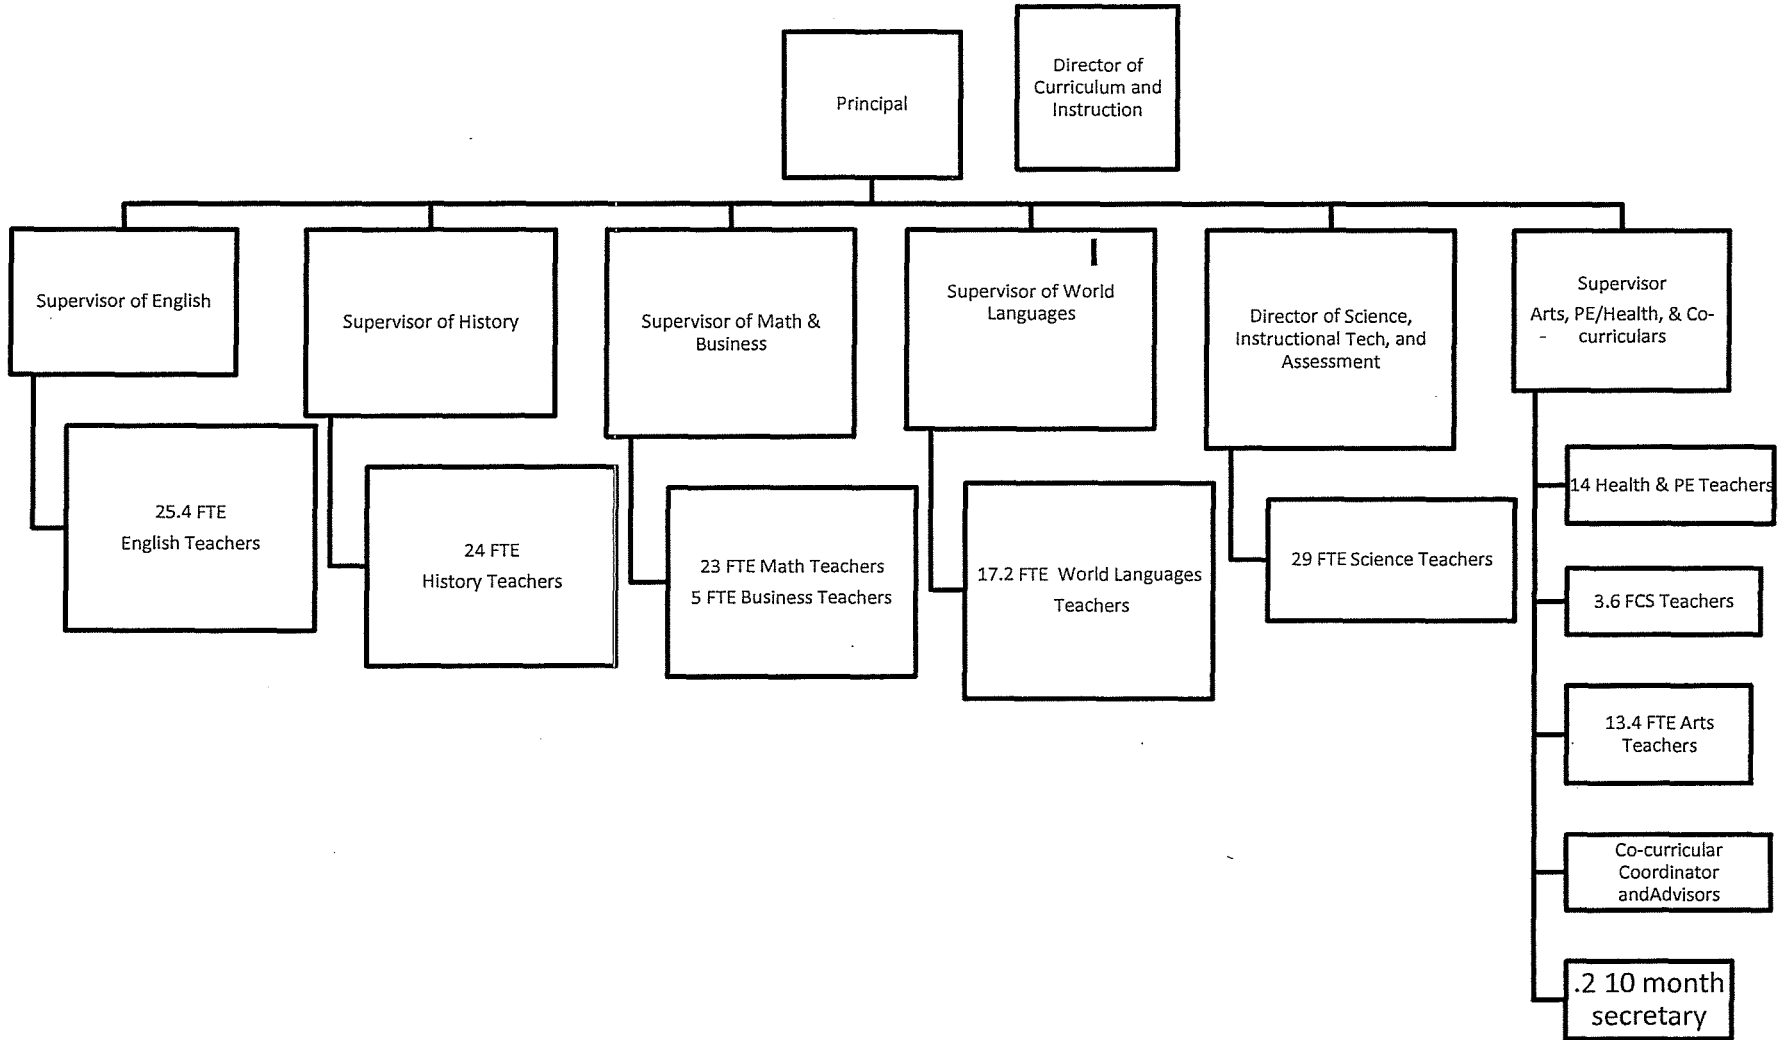 Principal
Director of
Curriculum and
Instruction
Supervisor of English
Supervisor of History
Supervisor of Math &
Business
Supervisor of World
Languages
Director of Science,
Instructional Tech, and
Assessment
Supervisor
Arts, PE/Health, & Co-
curriculars
25.4 FTE
English Teachers
24 FTE
History Teachers
23 FTE Math Teachers
5 FTE Business Teachers
17.2 FTE World Languages
Teachers
29 FTE Science Teachers
14 Health & PE Teachers
3.6 FCS Teachers
13.4 FTE Arts
Teachers
Co-curricular
Coordinator
andAdvisors
.2 10 month
secretary